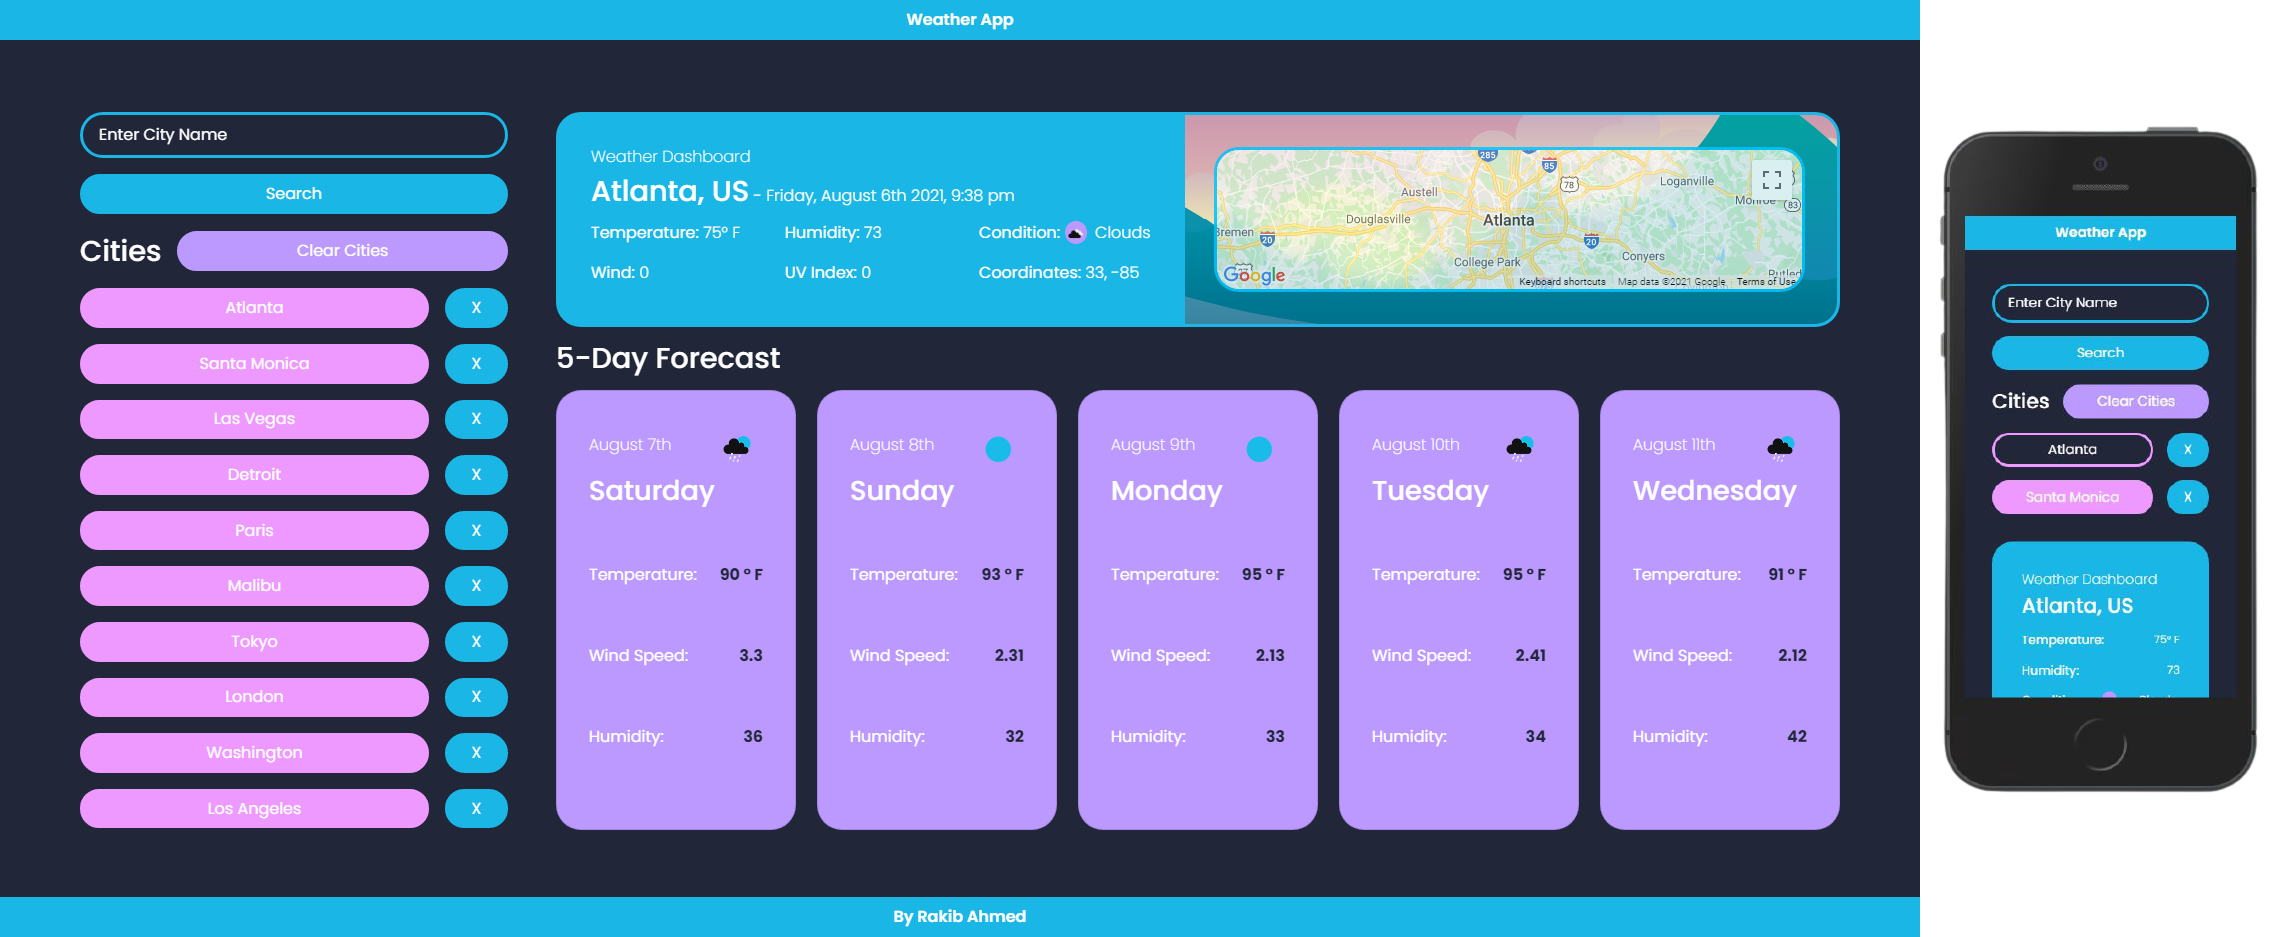 Weather App
Enter City Name
Search
Cities
Clear Cities
Atlanta X
Santa Monica X
Las Vegas X
Detroit X
Paris X
Malibu X
Tokyo X
London X
Washington X
Los Angeles X
Weather Dashboard
Atlanta, US - Friday, August 6th 2021, 9:38 pm
Temperature: 75° F Humidity: 73 Condition: Clouds
Wind: 0 UV Index: 0 Coordinates: 33, -85
285
85
Loganville
78
Austell
Monroe
83
Douglasville
Atlanta
Bremen
20
20
Conyers
College Park
Google
Keyboard shortcuts Map data ©2021 Google Terms of Use
5-Day Forecast
August 7th
Saturday
Temperature: 90 ° F
Wind Speed: 3.3
Humidity: 36
August 8th
Sunday
Temperature: 93 ° F
Wind Speed: 2.31
Humidity: 32
August 9th
Monday
Temperature: 95 ° F
Wind Speed: 2.13
Humidity: 33
August 10th
Tuesday
Temperature: 95 ° F
Wind Speed: 2.41
Humidity: 34
August 11th
Wednesday
Temperature: 91 ° F
Wind Speed: 2.12
Humidity: 42
By Rakib Ahmed
Weather App
Enter City Name
Search
Cities
Clear Cities
Atlanta X
Santa Monica X
Weather Dashboard
Atlanta, US
Temperature: 75° F
Humidity: 73